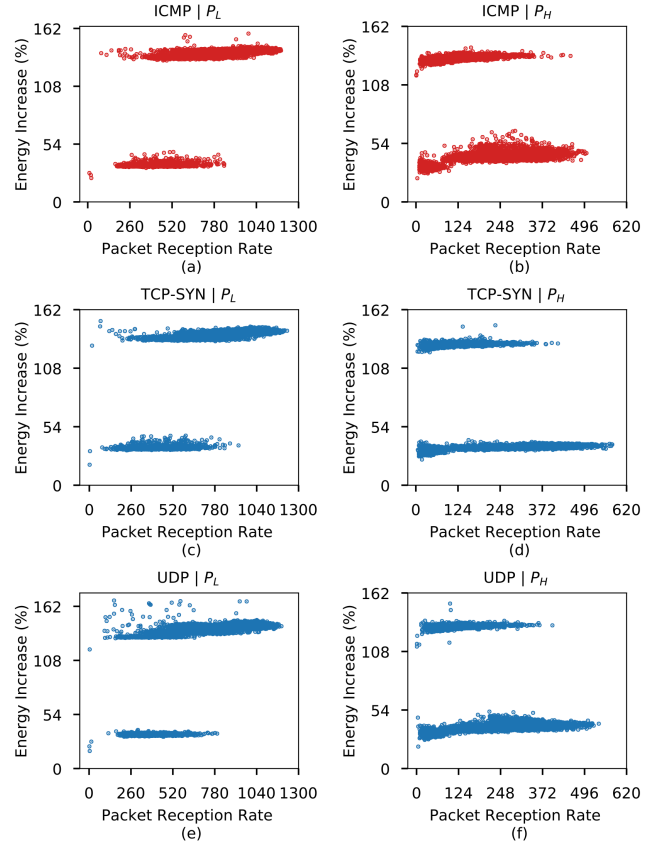 ICMP | P_L
Energy Increase (%)
162
108
54
0
0 260 520 780 1040 1300
Packet Reception Rate
(a)
ICMP | P_H
Energy Increase (%)
162
108
54
0
0 124 248 372 496 620
Packet Reception Rate
(b)
TCP-SYN | P_L
Energy Increase (%)
162
108
54
0
0 260 520 780 1040 1300
Packet Reception Rate
(c)
TCP-SYN | P_H
Energy Increase (%)
162
108
54
0
0 124 248 372 496 620
Packet Reception Rate
(d)
UDP | P_L
Energy Increase (%)
162
108
54
0
0 260 520 780 1040 1300
Packet Reception Rate
(e)
UDP | P_H
Energy Increase (%)
162
108
54
0
0 124 248 372 496 620
Packet Reception Rate
(f)